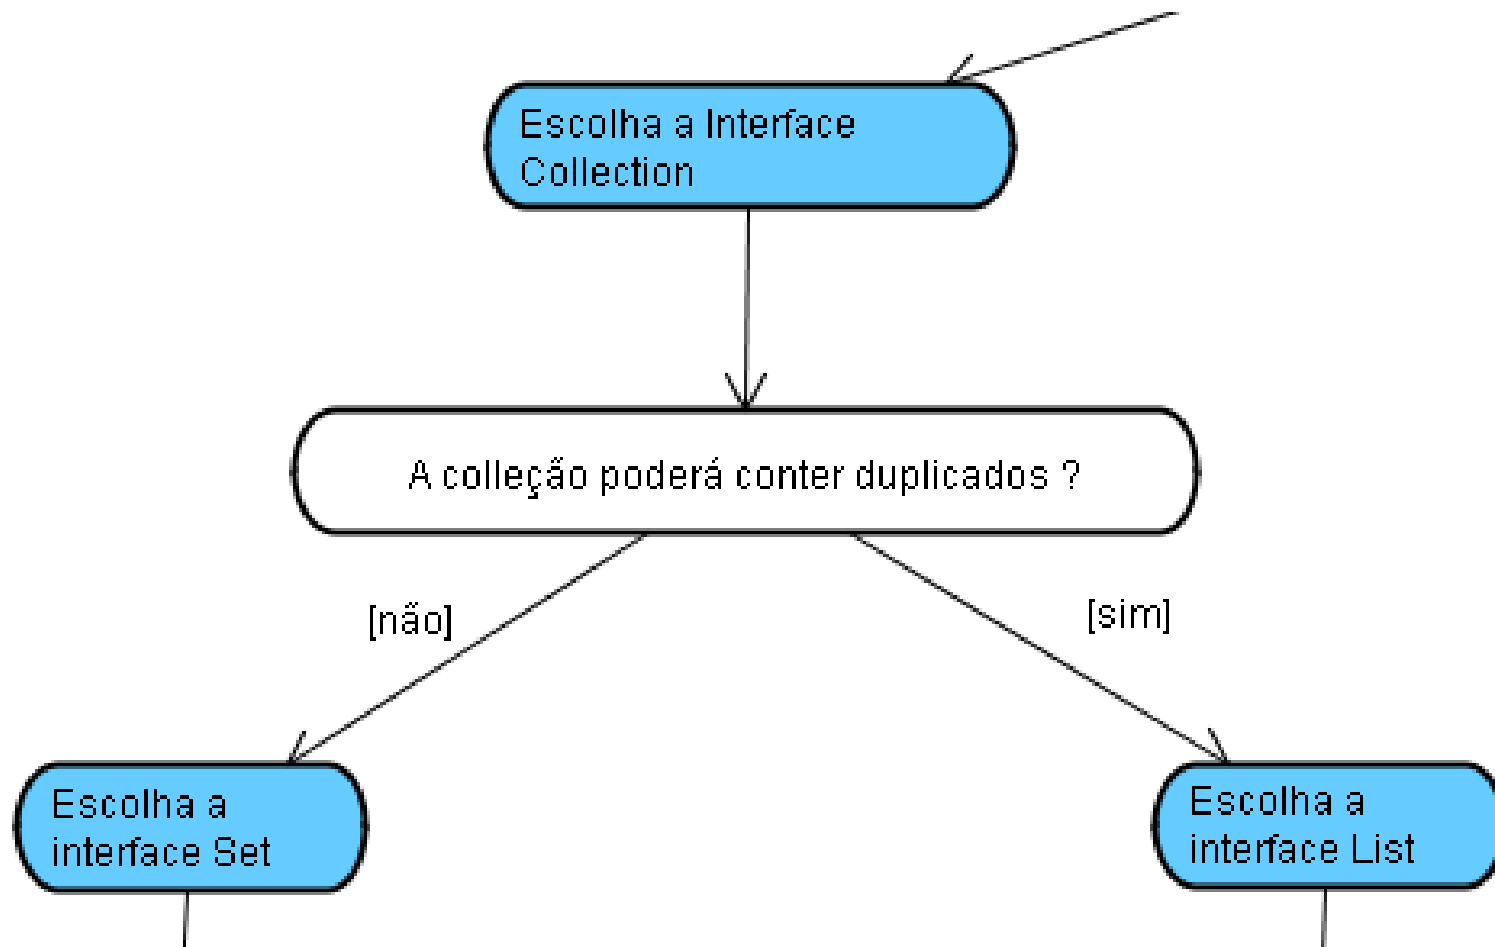 Escolha a Interface
Collection
A colleção poderá conter duplicados ?
[não]
[sim]
Escolha a
interface Set
Escolha a
interface List